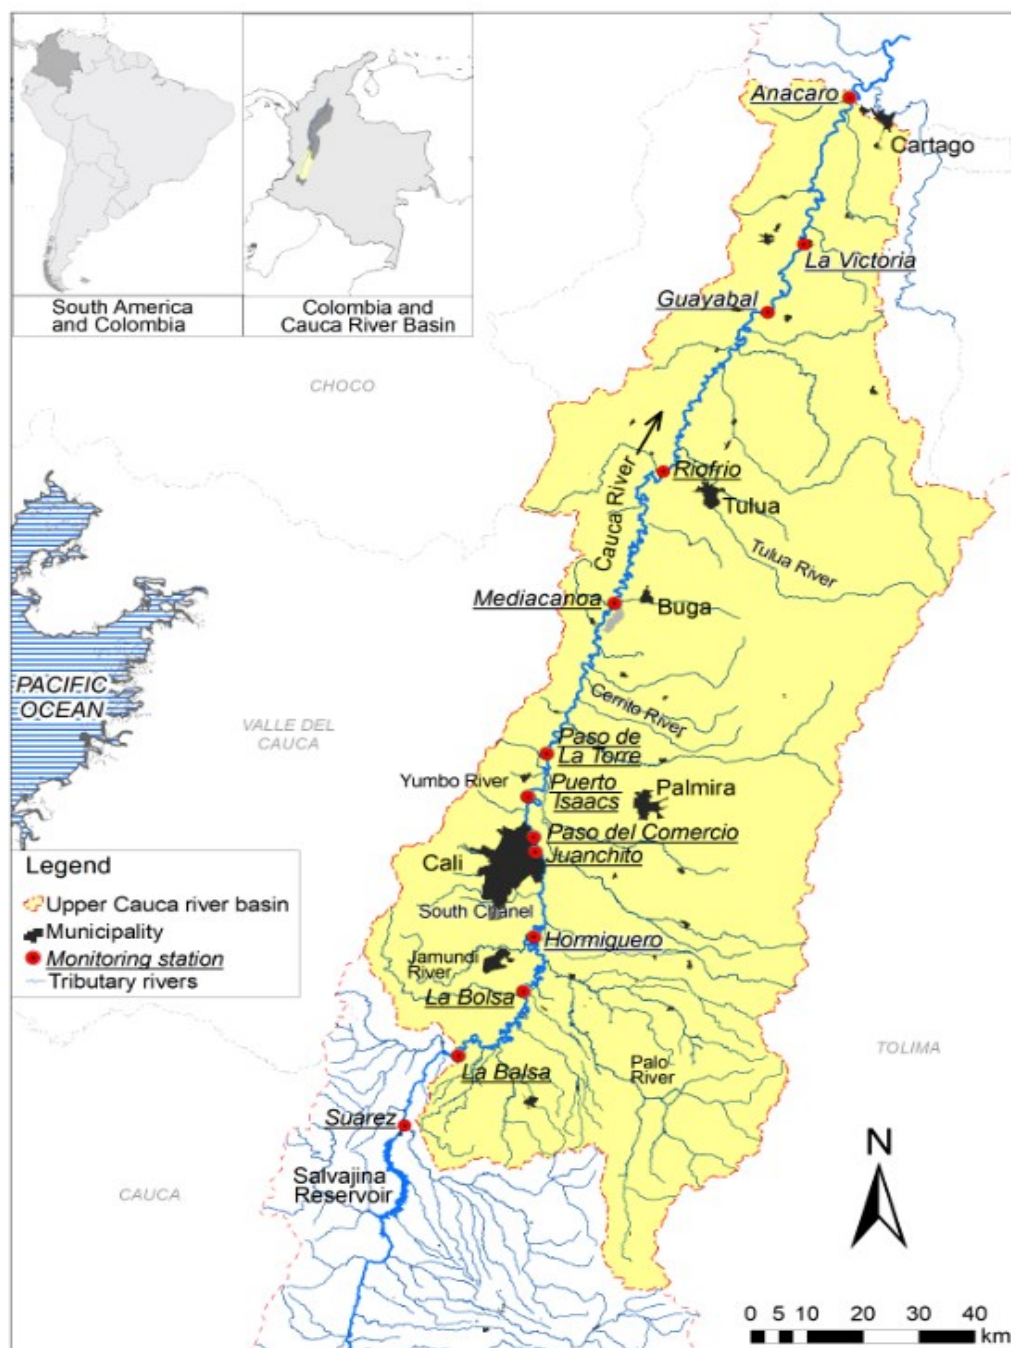 South America
and Colombia
Colombia and
Cauca River Basin
Anacaro
Cartago
La Victoria
Guayabal
CHOCO
Cauca River
Riofrio
Tulua
Tulua River
Mediacanoa
Buga
PACIFIC
OCEAN
VALLE DEL
CAUCA
Cerrito River
Paso de
La Torre
Yumbo River
Puerto
Isaacs
Palmira
Paso del Comercio
Juanchito
Cali
South Chanel
Hormiguero
Jamundi
River
La Bolsa
Legend
Upper Cauca river basin
Municipality
Monitoring station
Tributary rivers
La Balsa
Palo
River
TOLIMA
Suarez
Salvajina
Reservoir
CAUCA
N
0 5 10 20 30 40
km